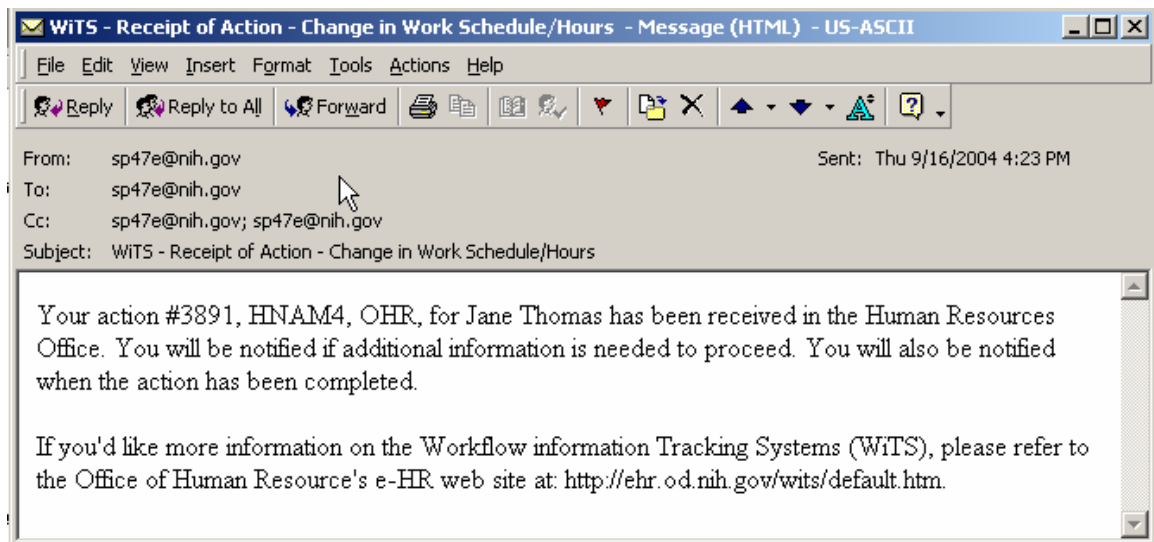 WiTS - Receipt of Action - Change in Work Schedule/Hours - Message (HTML) - US-ASCII
File Edit View Insert Format Tools Actions Help
Reply Reply to All Forward
From: sp47e@nih.gov Sent: Thu 9/16/2004 4:23 PM
To: sp47e@nih.gov
Cc: sp47e@nih.gov; sp47e@nih.gov
Subject: WiTS - Receipt of Action - Change in Work Schedule/Hours
Your action #3891, HNAM4, OHR, for Jane Thomas has been received in the Human Resources
Office. You will be notified if additional information is needed to proceed. You will also be notified
when the action has been completed.
If you'd like more information on the Workflow information Tracking Systems (WiTS), please refer to
the Office of Human Resource's e-HR web site at: http://ehr.od.nih.gov/wits/default.htm.